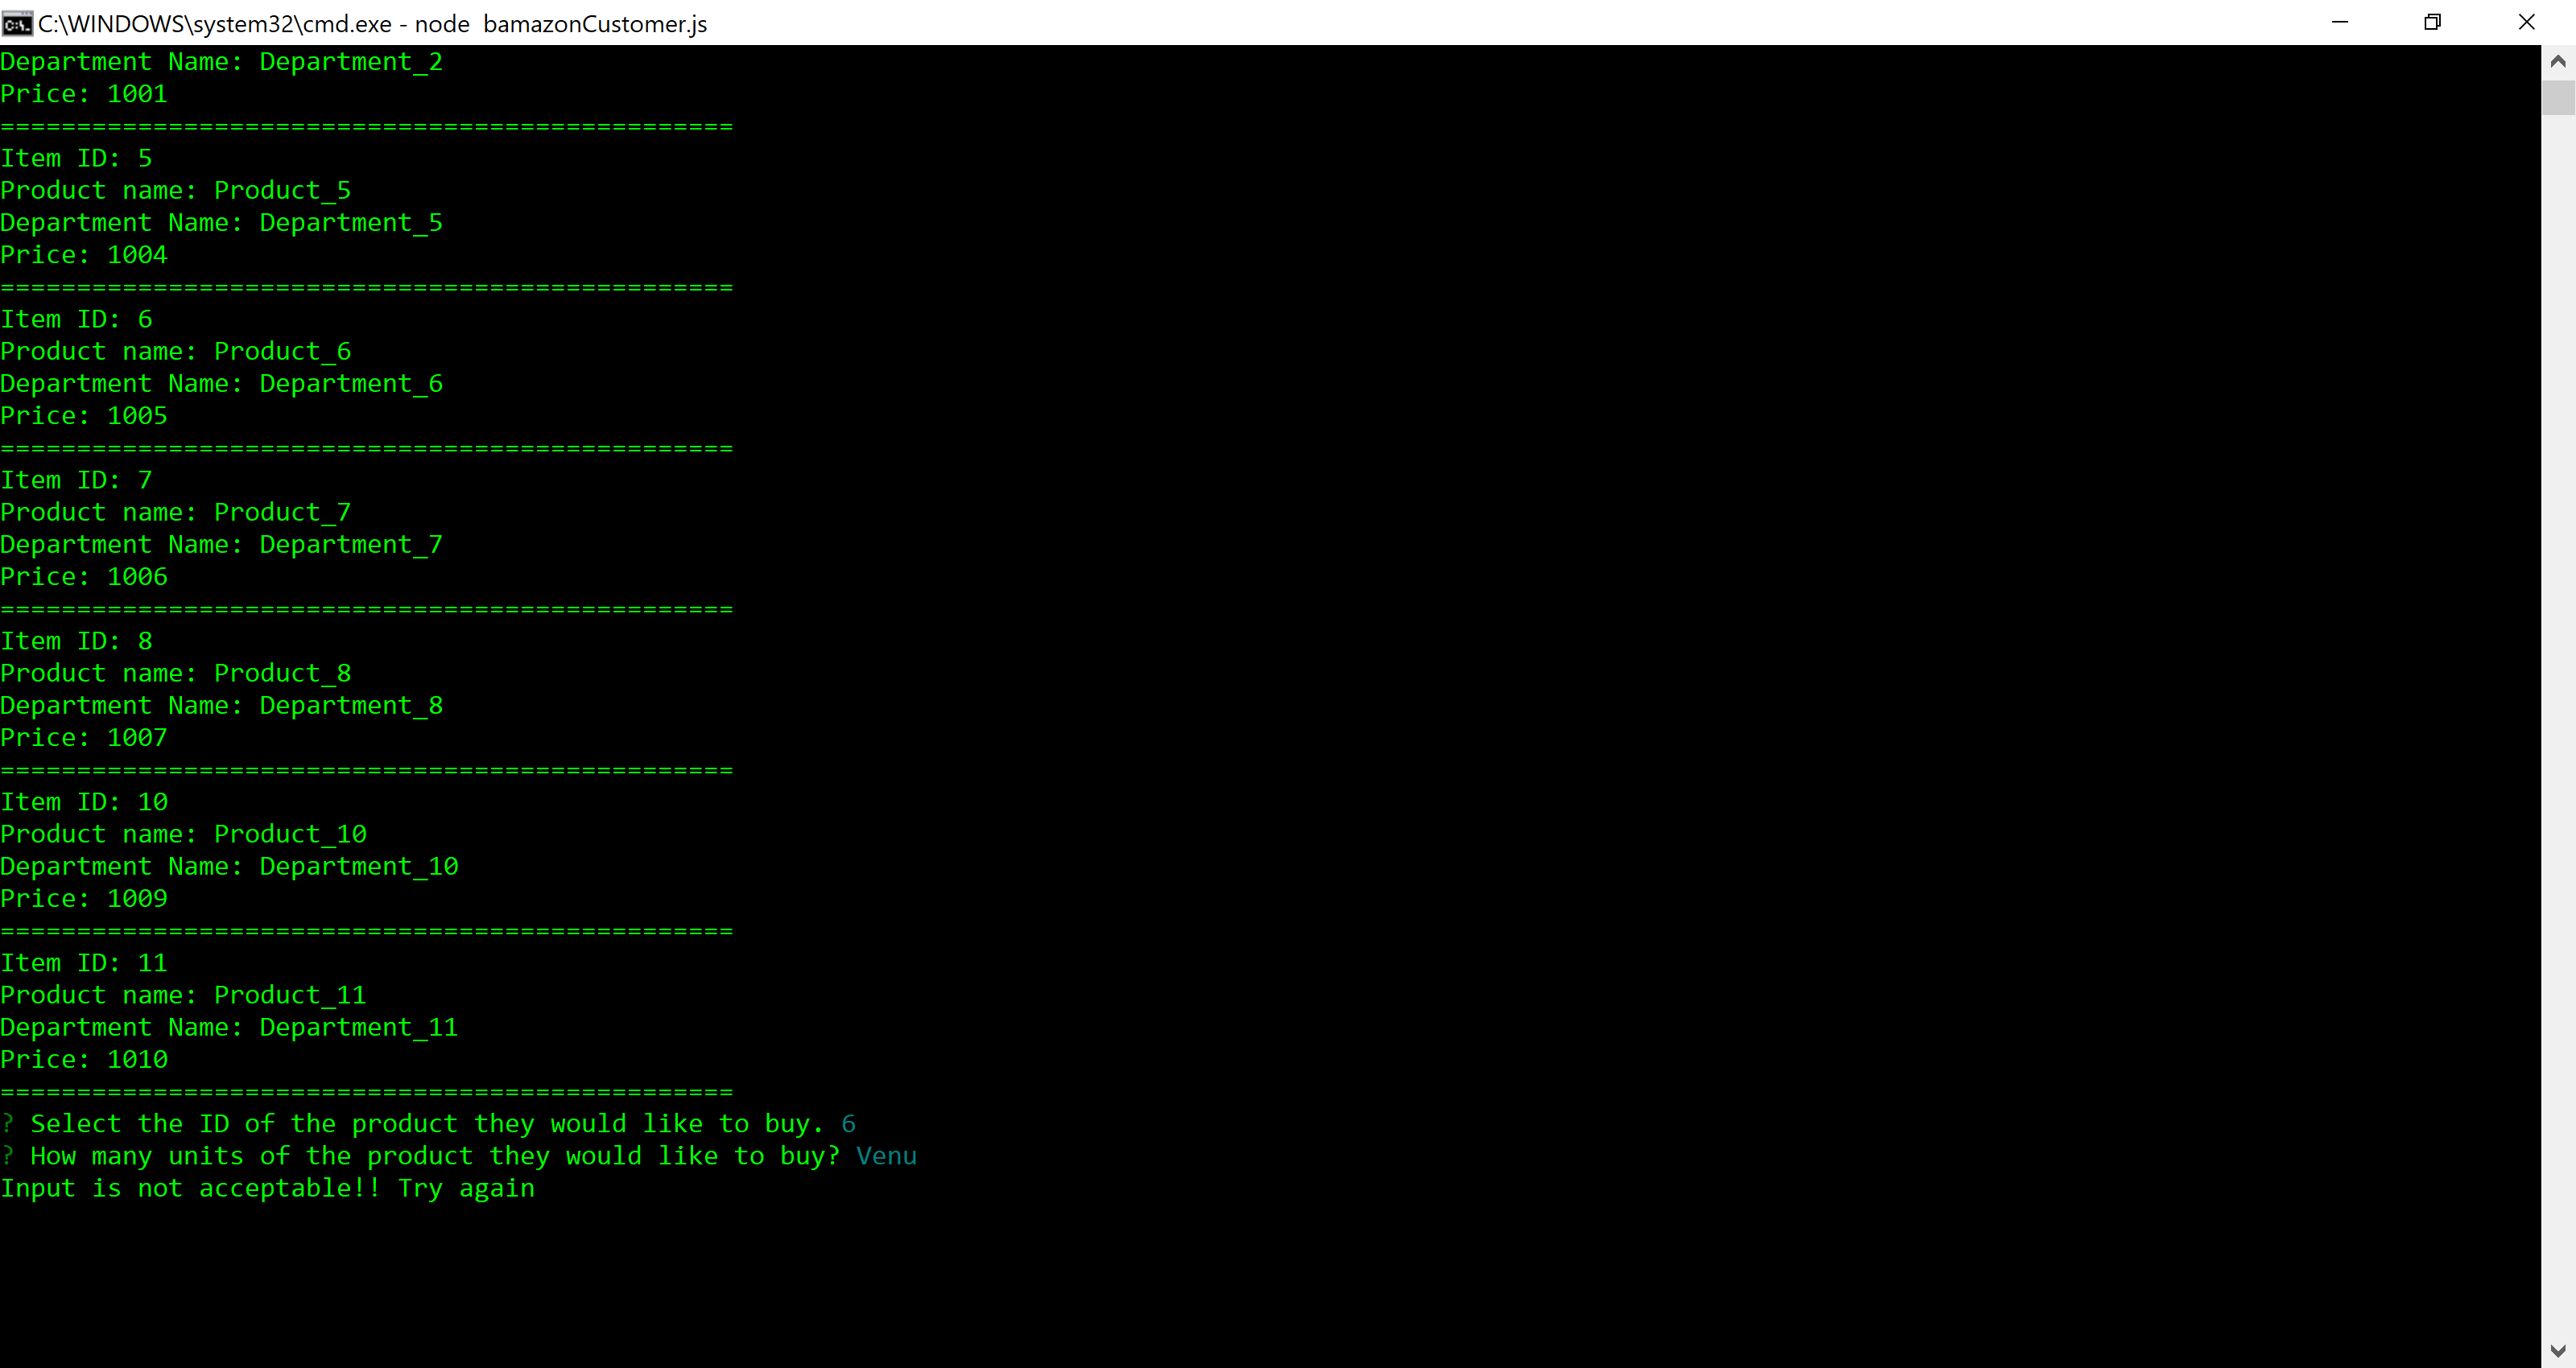 C:\WINDOWS\system32\cmd.exe - node  bamazonCustomer.js
Department Name: Department_2
Price: 1001
================================================
Item ID: 5
Product name: Product_5
Department Name: Department_5
Price: 1004
================================================
Item ID: 6
Product name: Product_6
Department Name: Department_6
Price: 1005
================================================
Item ID: 7
Product name: Product_7
Department Name: Department_7
Price: 1006
================================================
Item ID: 8
Product name: Product_8
Department Name: Department_8
Price: 1007
================================================
Item ID: 10
Product name: Product_10
Department Name: Department_10
Price: 1009
================================================
Item ID: 11
Product name: Product_11
Department Name: Department_11
Price: 1010
================================================
? Select the ID of the product they would like to buy. 6
? How many units of the product they would like to buy? Venu
Input is not acceptable!! Try again